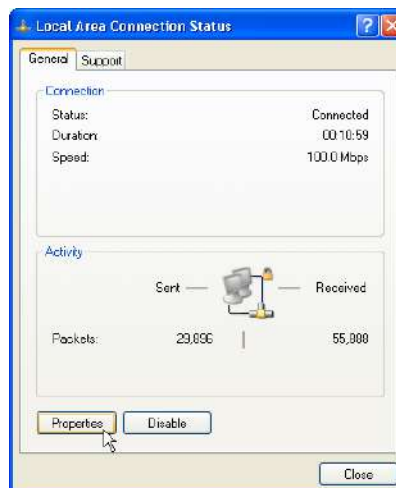 Local Area Connection Status
General Support
Connection
Status: Connected
Duration: 00:10:59
Speed: 100.0 Mbps
Activity
Sent — — Received
Packets: 29,896 | 55,988
Properties Disable
Close